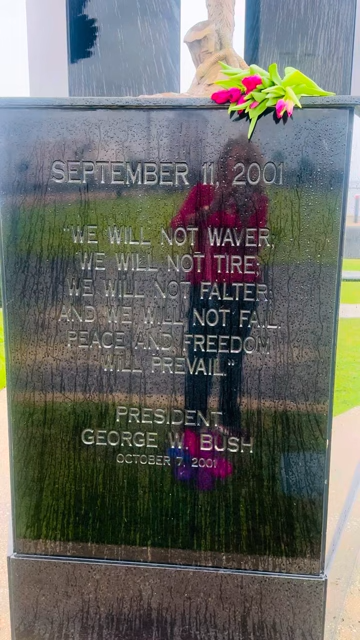 SEPTEMBER 11, 2001
"WE WILL NOT WAVER,
WE WILL NOT TIRE;
WE WILL NOT FALTER;
AND WE WILL NOT FAIL.
PEACE AND FREEDOM
WILL PREVAIL"
PRESIDENT
GEORGE W. BUSH
OCTOBER 7, 2001